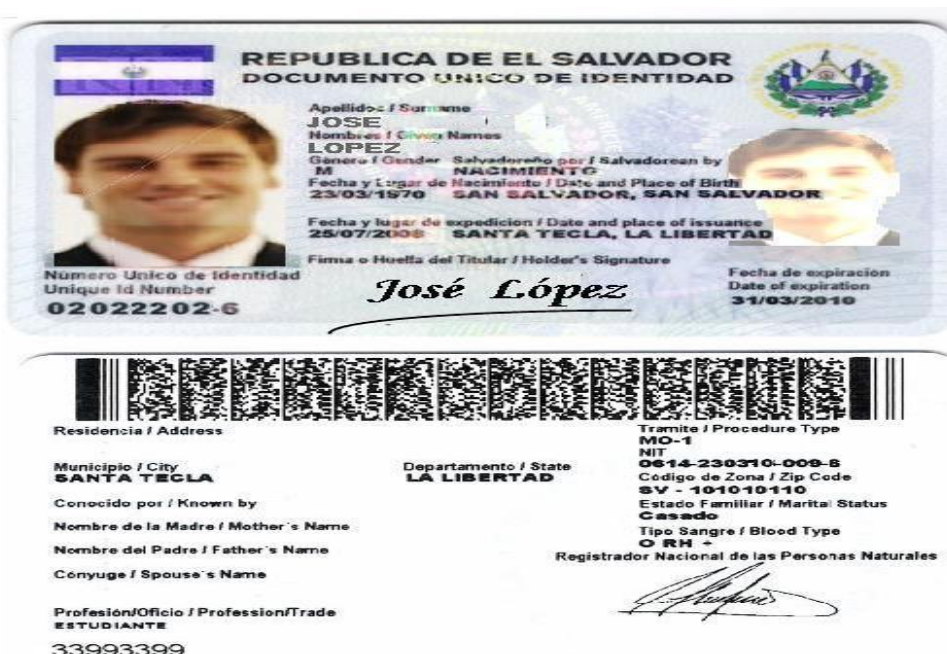 REPUBLICA DE EL SALVADOR
DOCUMENTO UNICO DE IDENTIDAD
Apellidos / Surname
JOSE
Nombres / Given Names
LOPEZ
Genero / Gender Salvadoreño por / Salvadorean by
M NACIMIENTO
Fecha y Lugar de Nacimiento / Date and Place of Birth
23/03/1970 SAN SALVADOR, SAN SALVADOR
Fecha y lugar de expedición / Date and place of issuance
25/07/2008 SANTA TECLA, LA LIBERTAD
Firma o Huella del Titular / Holder's Signature
José López
Número Unico de Identidad
Unique Id Number
02022202-6
Fecha de expiración
Date of expiration
31/03/2010
Residencia / Address
Municipio / City
SANTA TECLA
Departamento / State
LA LIBERTAD
Conocido por / Known by
Nombre de la Madre / Mother´s Name
Nombre del Padre / Father´s Name
Cónyuge / Spouse´s Name
Profesión/Oficio / Profession/Trade
ESTUDIANTE
33993399
Tramite / Procedure Type
MO-1
NIT
0614-230310-009-8
Código de Zona / Zip Code
SV - 101010110
Estado Familiar / Marital Status
Casado
Tipo Sangre / Blood Type
O RH +
Registrador Nacional de las Personas Naturales